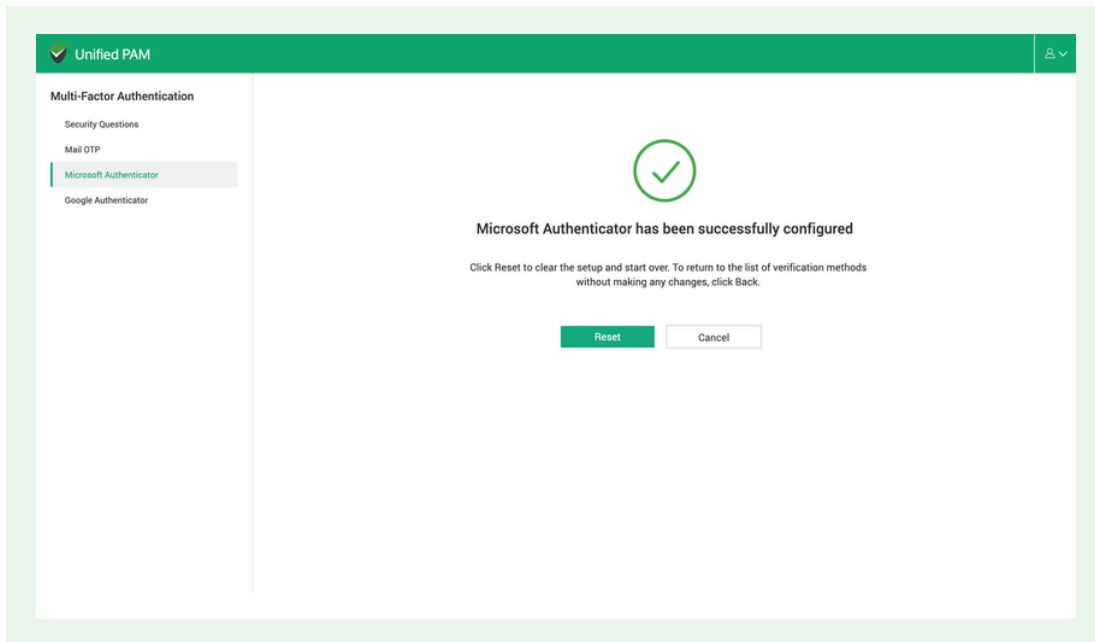 Unified PAM
Multi-Factor Authentication
Security Questions
Mail OTP
Microsoft Authenticator
Google Authenticator
Microsoft Authenticator has been successfully configured
Click Reset to clear the setup and start over. To return to the list of verification methods
without making any changes, click Back.
Reset
Cancel